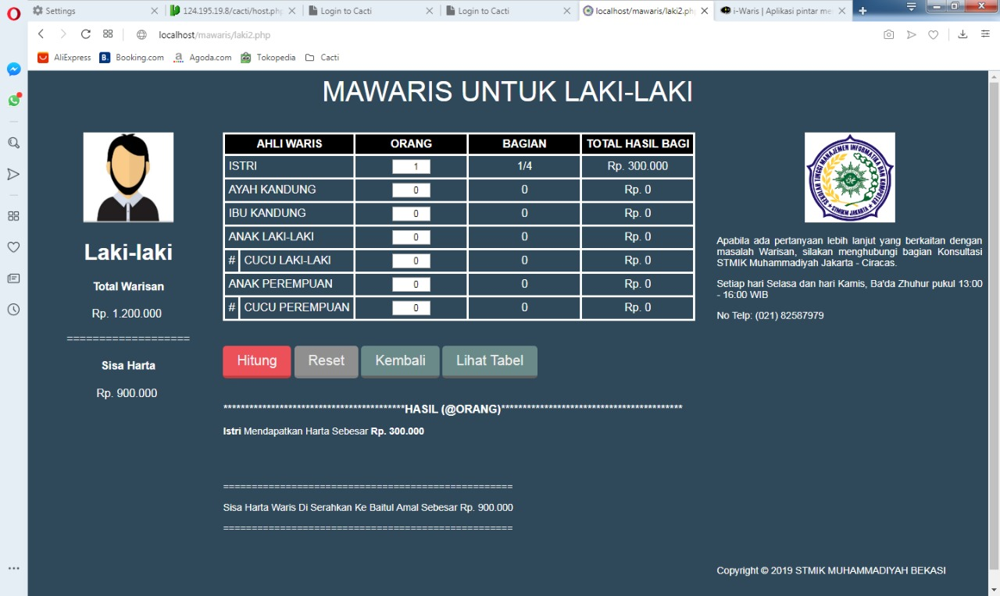 Settings
124.195.19.8/cacti/host.php
Login to Cacti
Login to Cacti
localhost/mawaris/laki2.ph
i-Waris | Aplikasi pintar me
localhost/mawaris/laki2.php
AliExpress
Booking.com
Agoda.com
Tokopedia
Cacti
MAWARIS UNTUK LAKI-LAKI
Laki-laki
Total Warisan
Rp. 1.200.000
===================
Sisa Harta
Rp. 900.000
AHLI WARIS ORANG BAGIAN TOTAL HASIL BAGI
ISTRI 1 1/4 Rp. 300.000
AYAH KANDUNG 0 0 Rp. 0
IBU KANDUNG 0 0 Rp. 0
ANAK LAKI-LAKI 0 0 Rp. 0
# CUCU LAKI-LAKI 0 0 Rp. 0
ANAK PEREMPUAN 0 0 Rp. 0
# CUCU PEREMPUAN 0 0 Rp. 0
Hitung Reset Kembali Lihat Tabel
******************************************HASIL (@ORANG)******************************************
Istri Mendapatkan Harta Sebesar Rp. 300.000
===================================================
Sisa Harta Waris Di Serahkan Ke Baitul Amal Sebesar Rp. 900.000
===================================================
SEKOLAH TINGGI MANAJEMEN INFORMATIKA DAN KOMPUTER
STMIKM JAKARTA
Apabila ada pertanyaan lebih lanjut yang berkaitan dengan
masalah Warisan, silakan menghubungi bagian Konsultasi
STMIK Muhammadiyah Jakarta - Ciracas.
Setiap hari Selasa dan hari Kamis, Ba'da Zhuhur pukul 13:00
- 16:00 WIB
No Telp: (021) 82587979
Copyright © 2019 STMIK MUHAMMADIYAH BEKASI